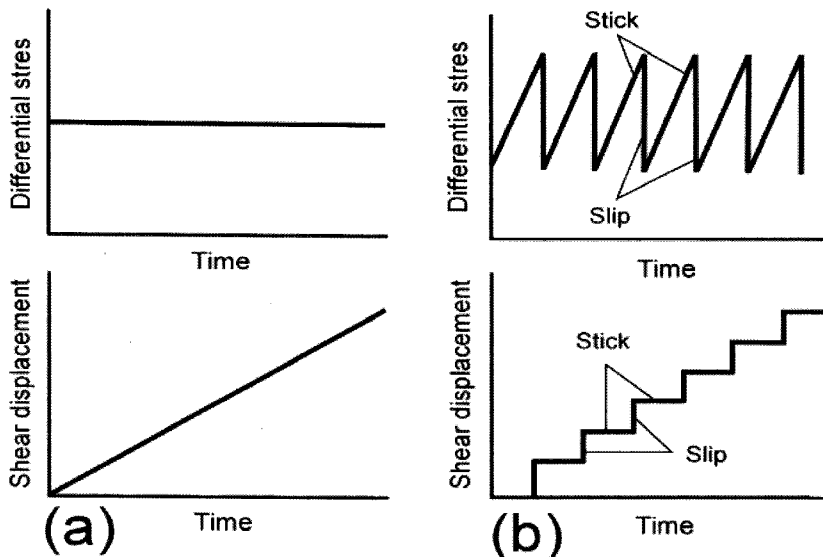 Differential stres
Time
Shear displacement
Time
(a)
Stick
Differential stres
Slip
Time
Shear displacement
Stick
Slip
Time
(b)